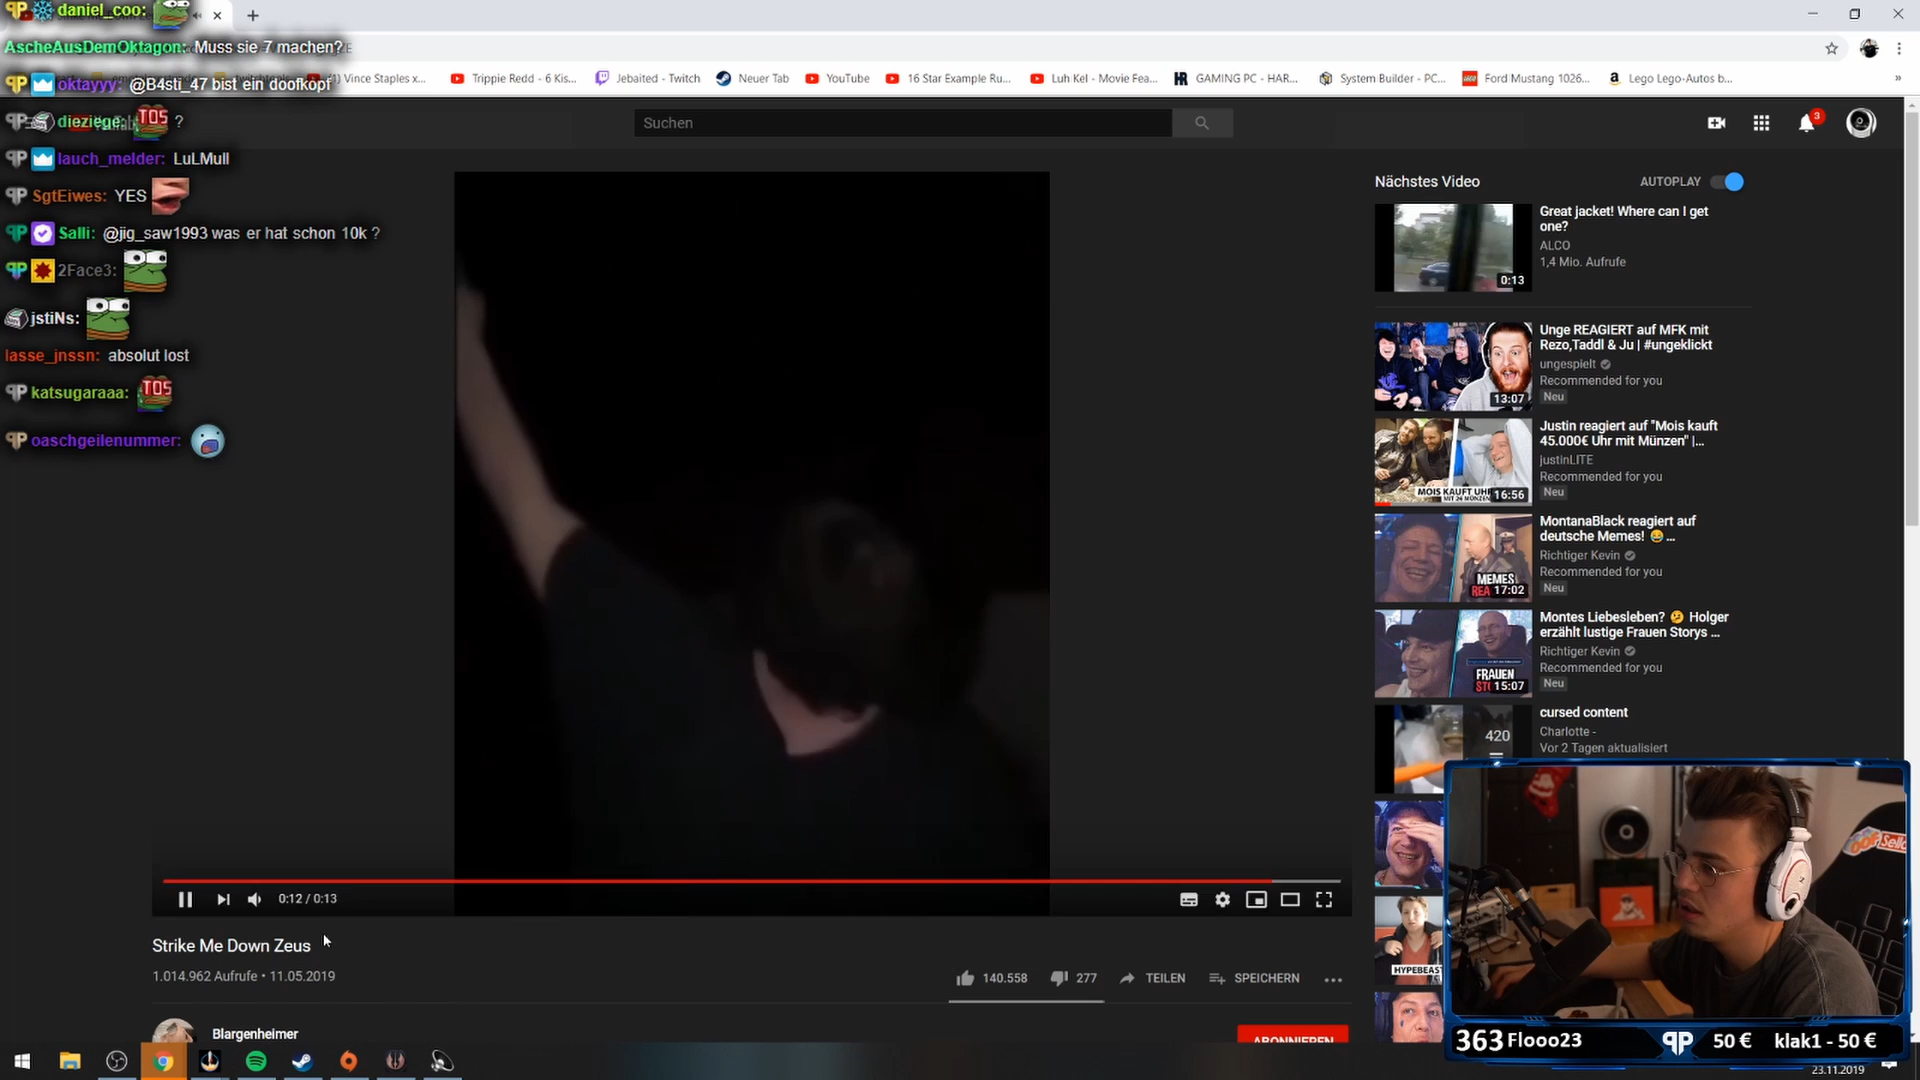 daniel_coo:
AscheAusDemOktagon: Muss sie 7 machen?
oktayyy: @B4sti_47 bist ein doofkopf
dieziege: TOS ?
lauch_melder: LuLMull
SgtEiwes: YES
Salli: @jig_saw1993 was er hat schon 10k ?
2Face3:
jstiNs:
lasse_jnssn: absolut lost
katsugaraaa: TOS
oaschgeilenummer:
) Vince Staples x...
Trippie Redd - 6 Kis...
Jebaited - Twitch
Neuer Tab
YouTube
16 Star Example Ru...
Luh Kel - Movie Fea...
GAMING PC - HAR...
System Builder - PC...
Ford Mustang 1026...
Lego Lego-Autos b...
Suchen
3
Nächstes Video
AUTOPLAY
Great jacket! Where can I get
one?
ALCO
1,4 Mio. Aufrufe
0:13
Unge REAGIERT auf MFK mit
Rezo,Taddl & Ju | #ungeklickt
ungespielt
Recommended for you
Neu
13:07
Justin reagiert auf "Mois kauft
45.000€ Uhr mit Münzen" |...
justinLITE
Recommended for you
Neu
MOIS KAUFT UHR
16:56
MontanaBlack reagiert auf
deutsche Memes! 😂 ...
Richtiger Kevin
Recommended for you
Neu
MEMES
REA
17:02
Montes Liebesleben? 🤔 Holger
erzählt lustige Frauen Storys ...
Richtiger Kevin
Recommended for you
Neu
FRAUEN
15:07
cursed content
Charlotte -
Vor 2 Tagen aktualisiert
420
HYPEBEAST
0:12 / 0:13
Strike Me Down Zeus
1.014.962 Aufrufe • 11.05.2019
140.558
277
TEILEN
SPEICHERN
Blargenheimer
ABONNIEREN
363 Flooo23
50 €
klak1 - 50 €
23.11.2019